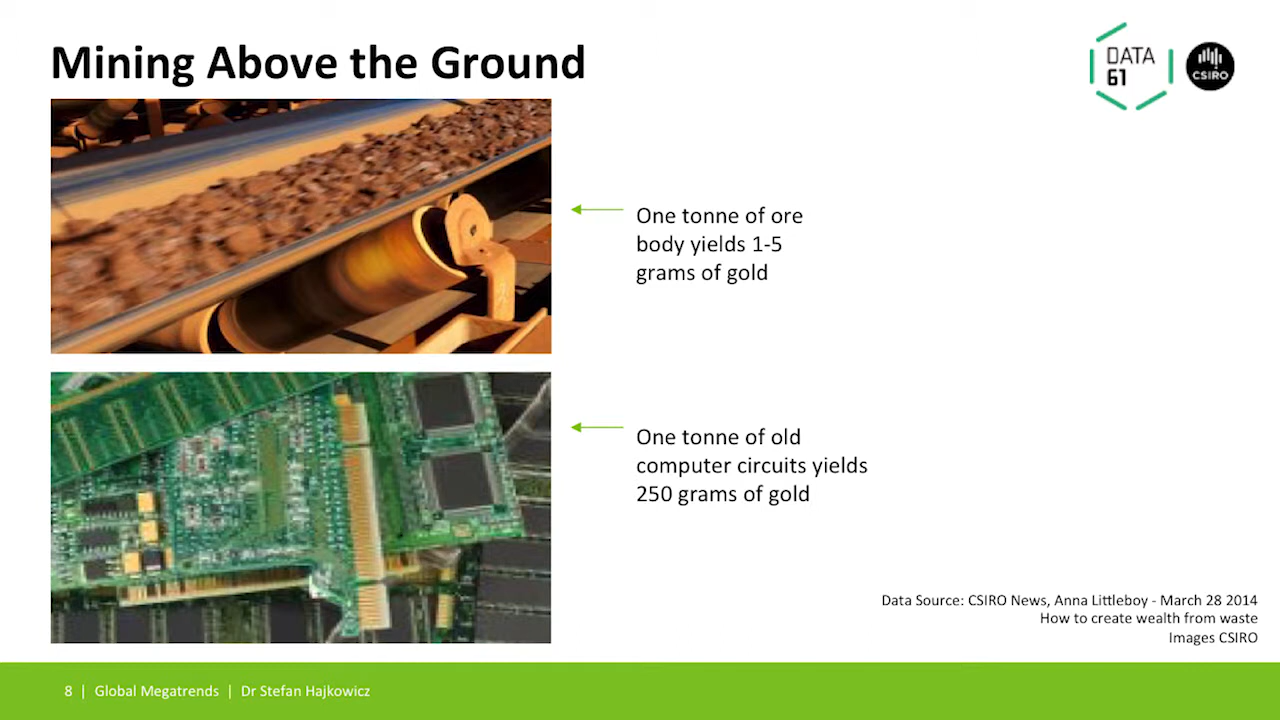 Mining Above the Ground
DATA
61
CSIRO
One tonne of ore
body yields 1-5
grams of gold
One tonne of old
computer circuits yields
250 grams of gold
Data Source: CSIRO News, Anna Littleboy - March 28 2014
How to create wealth from waste
Images CSIRO
8 | Global Megatrends | Dr Stefan Hajkowicz